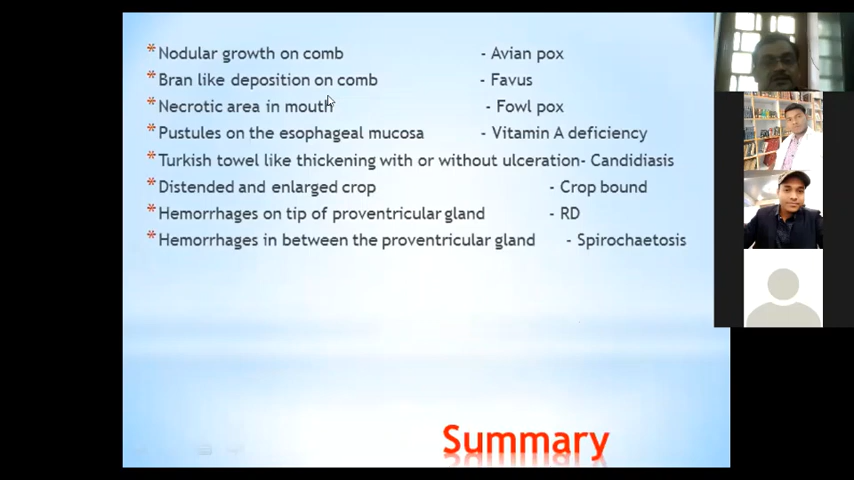 * Nodular growth on comb - Avian pox
* Bran like deposition on comb - Favus
* Necrotic area in mouth - Fowl pox
* Pustules on the esophageal mucosa - Vitamin A deficiency
* Turkish towel like thickening with or without ulceration- Candidiasis
* Distended and enlarged crop - Crop bound
* Hemorrhages on tip of proventricular gland - RD
* Hemorrhages in between the proventricular gland - Spirochaetosis
Summary